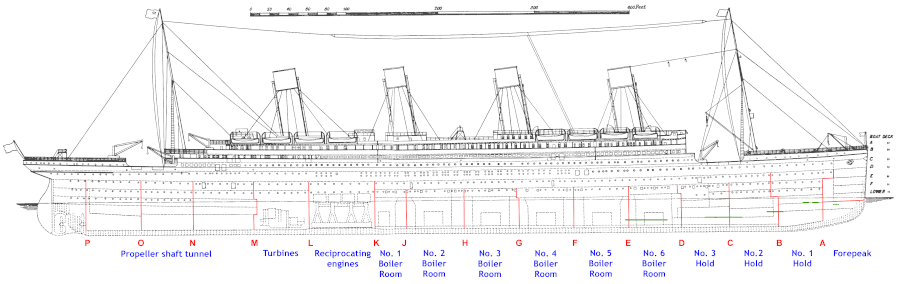 0 20 40 60 80 100 200 300 400 Feet
BOAT DECK
A "
B "
C "
D "
E "
F "
LOWER "
P O N M L K J H G F E D C B A
Propeller shaft tunnel
Turbines
Reciprocating
engines
No. 1
Boiler
Room
No. 2
Boiler
Room
No. 3
Boiler
Room
No. 4
Boiler
Room
No. 5
Boiler
Room
No. 6
Boiler
Room
No. 3
Hold
No.2
Hold
No. 1
Hold
Forepeak